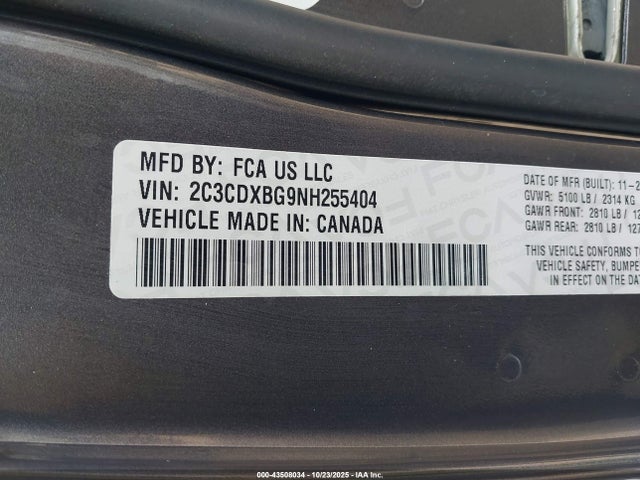 MFD BY: FCA US LLC
VIN: 2C3CDXBG9NH255404
VEHICLE MADE IN: CANADA
DATE OF MFR (BUILT): 11-2
GVWR: 5100 LB / 2314 KG
GAWR FRONT: 2810 LB / 12
GAWR REAR: 2810 LB / 127
THIS VEHICLE CONFORMS TO
VEHICLE SAFETY, BUMPE
IN EFFECT ON THE DAT
000-43508034 - 10/23/2025 - IAA Inc.